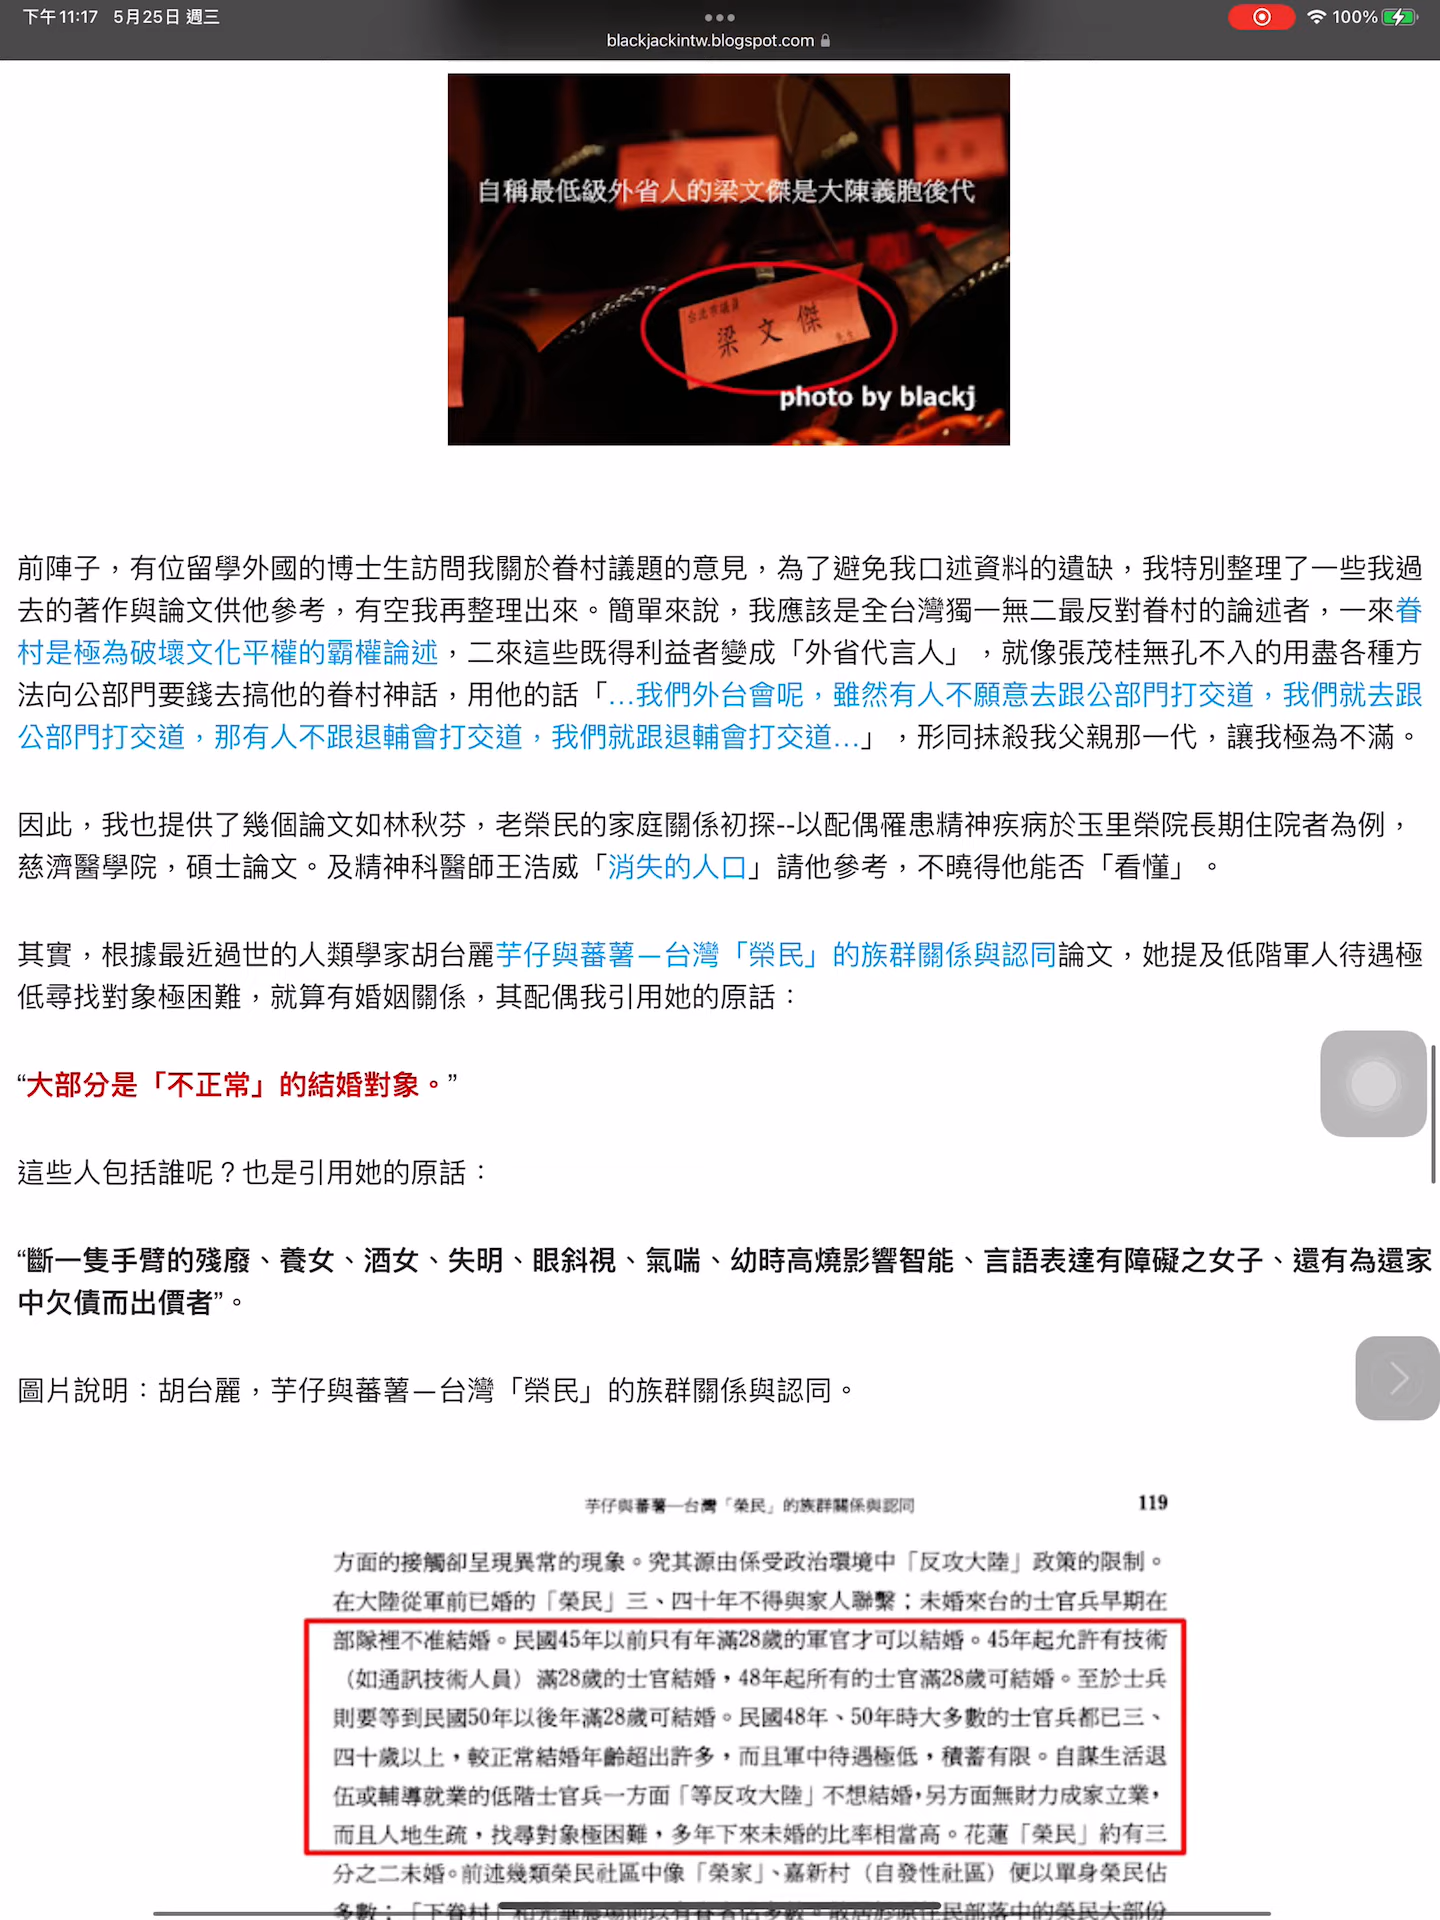 下午11:17 5月25日 週三
100%
blackjackintw.blogspot.com
自稱最低級外省人的梁文傑是大陳義胞後代
台北市議員
梁文傑
先生
photo by blackj
前陣子，有位留學外國的博士生訪問我關於眷村議題的意見，為了避免我口述資料的遺缺，我特別整理了一些我過
去的著作與論文供他參考，有空我再整理出來。簡單來說，我應該是全台灣獨一無二最反對眷村的論述者，一來眷
村是極為破壞文化平權的霸權論述，二來這些既得利益者變成「外省代言人」，就像張茂桂無孔不入的用盡各種方
法向公部門要錢去搞他的眷村神話，用他的話「…我們外台會呢，雖然有人不願意去跟公部門打交道，我們就去跟
公部門打交道，那有人不跟退輔會打交道，我們就跟退輔會打交道…」，形同抹殺我父親那一代，讓我極為不滿。
因此，我也提供了幾個論文如林秋芬，老榮民的家庭關係初探--以配偶罹患精神疾病於玉里榮院長期住院者為例，
慈濟醫學院，碩士論文。及精神科醫師王浩威「消失的人口」請他參考，不曉得他能否「看懂」。
其實，根據最近過世的人類學家胡台麗芋仔與蕃薯—台灣「榮民」的族群關係與認同論文，她提及低階軍人待遇極
低尋找對象極困難，就算有婚姻關係，其配偶我引用她的原話：
“大部分是「不正常」的結婚對象。”
這些人包括誰呢？也是引用她的原話：
“斷一隻手臂的殘廢、養女、酒女、失明、眼斜視、氣喘、幼時高燒影響智能、言語表達有障礙之女子、還有為還家
中欠債而出價者”。
圖片說明：胡台麗，芋仔與蕃薯—台灣「榮民」的族群關係與認同。
芋仔與蕃薯—台灣「榮民」的族群關係與認同 119
方面的接觸卻呈現異常的現象。究其源由係受政治環境中「反攻大陸」政策的限制。
在大陸從軍前已婚的「榮民」三、四十年不得與家人聯繫；未婚來台的士官兵早期在
部隊裡不准結婚。民國45年以前只有年滿28歲的軍官才可以結婚。45年起允許有技術
（如通訊技術人員）滿28歲的士官結婚，48年起所有的士官滿28歲可結婚。至於士兵
則要等到民國50年以後年滿28歲可結婚。民國48年、50年時大多數的士官兵都已三、
四十歲以上，較正常結婚年齡超出許多，而且軍中待遇極低，積蓄有限。自謀生活退
伍或輔導就業的低階士官兵一方面「等反攻大陸」不想結婚，另方面無財力成家立業，
而且人地生疏，找尋對象極困難，多年下來未婚的比率相當高。花蓮「榮民」約有三
分之二未婚。前述幾類榮民社區中像「榮家」、嘉新村（自發性社區）便以單身榮民佔
多數；「下眷村」